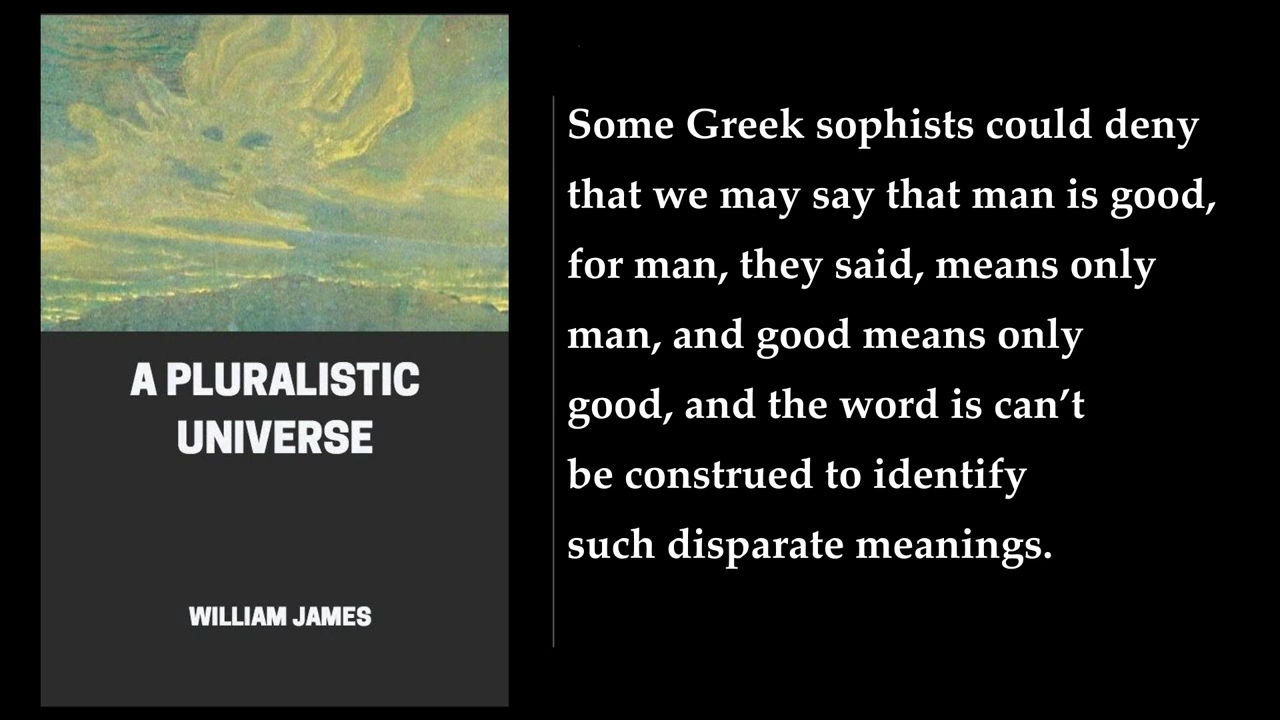 A PLURALISTIC
UNIVERSE
WILLIAM JAMES
Some Greek sophists could deny
that we may say that man is good,
for man, they said, means only
man, and good means only
good, and the word is can’t
be construed to identify
such disparate meanings.